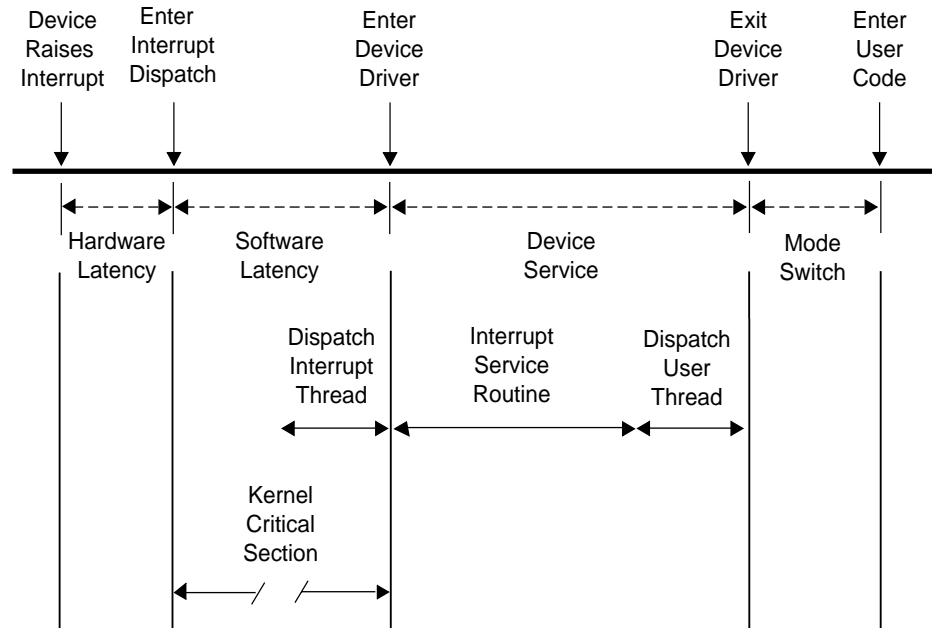 Device
Raises
Interrupt
Enter
Interrupt
Dispatch
Enter
Device
Driver
Exit
Device
Driver
Enter
User
Code
Hardware
Latency
Software
Latency
Device
Service
Mode
Switch
Dispatch
Interrupt
Thread
Interrupt
Service
Routine
Dispatch
User
Thread
Kernel
Critical
Section